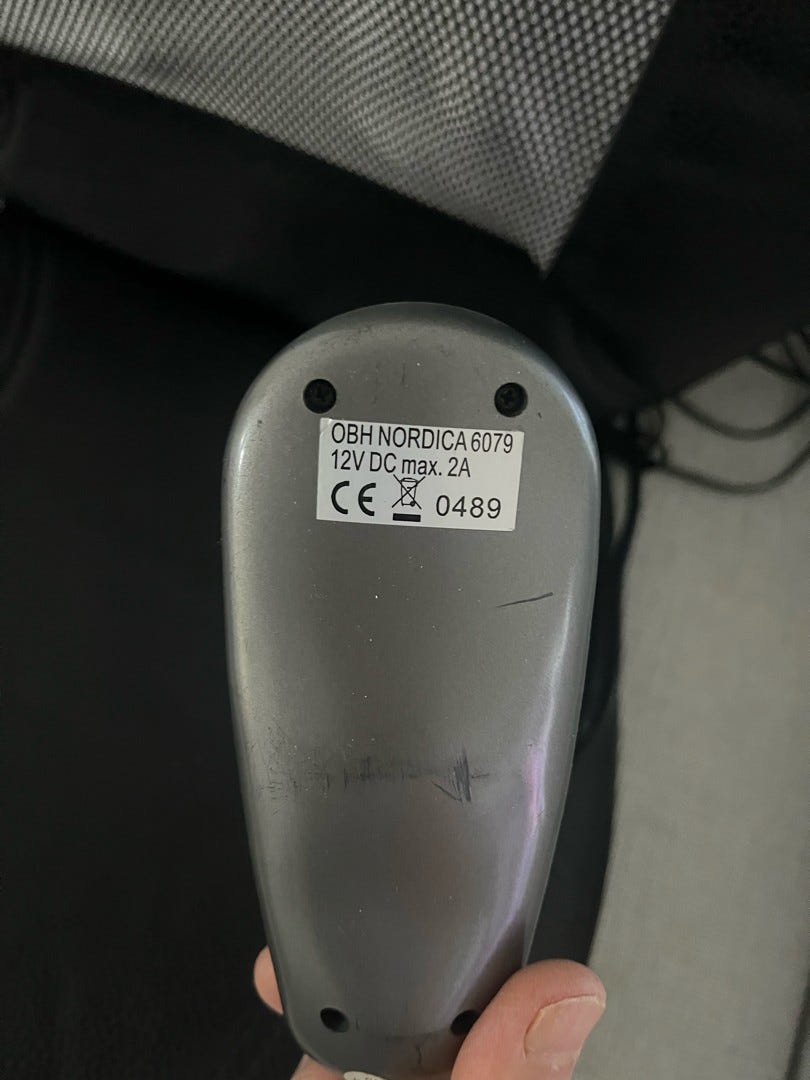 OBH NORDICA 6079
12V DC max. 2A
CE 0489